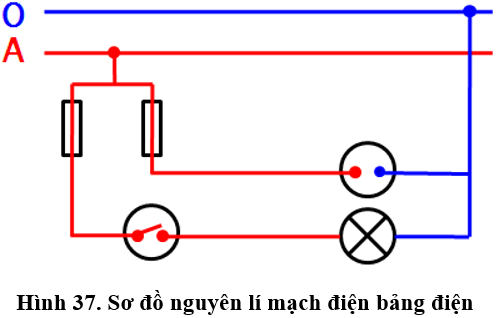 O
A
Hình 37. Sơ đồ nguyên lí mạch điện bảng điện